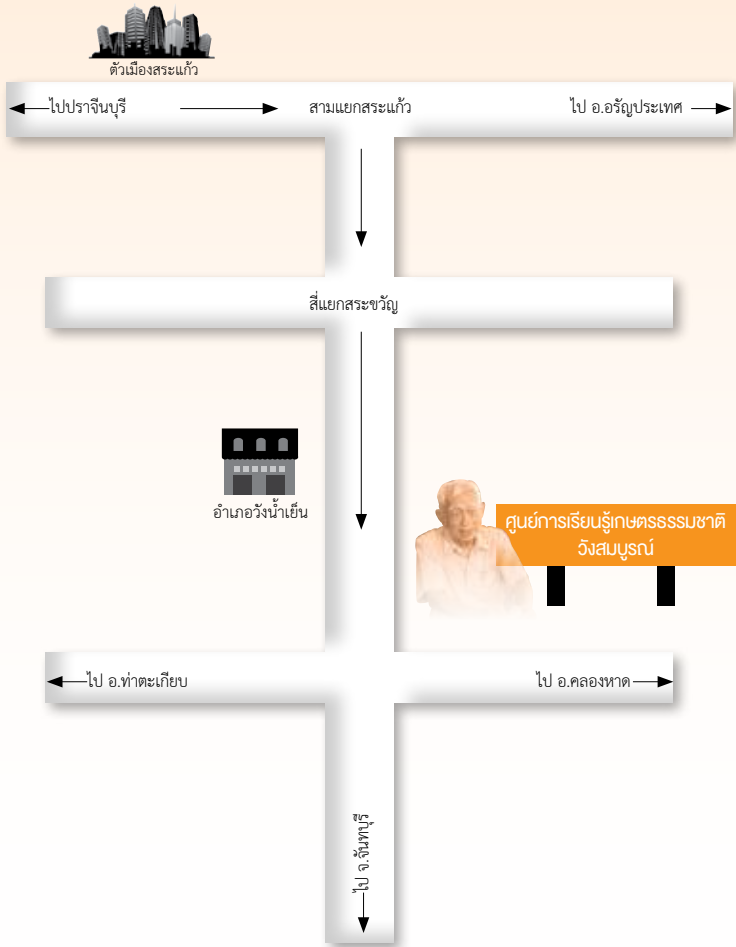 ตัวเมืองสระแก้ว
ไปปราจีนบุรี
สามแยกสระแก้ว
ไป อ.อรัญประเทศ
สี่แยกสระขวัญ
อำเภอวังน้ำเย็น
ศูนย์การเรียนรู้เกษตรธรรมชาติ
วังสมบูรณ์
ไป อ.ท่าตะเกียบ
ไป อ.คลองหาด
ไป จ.จันทบุรี